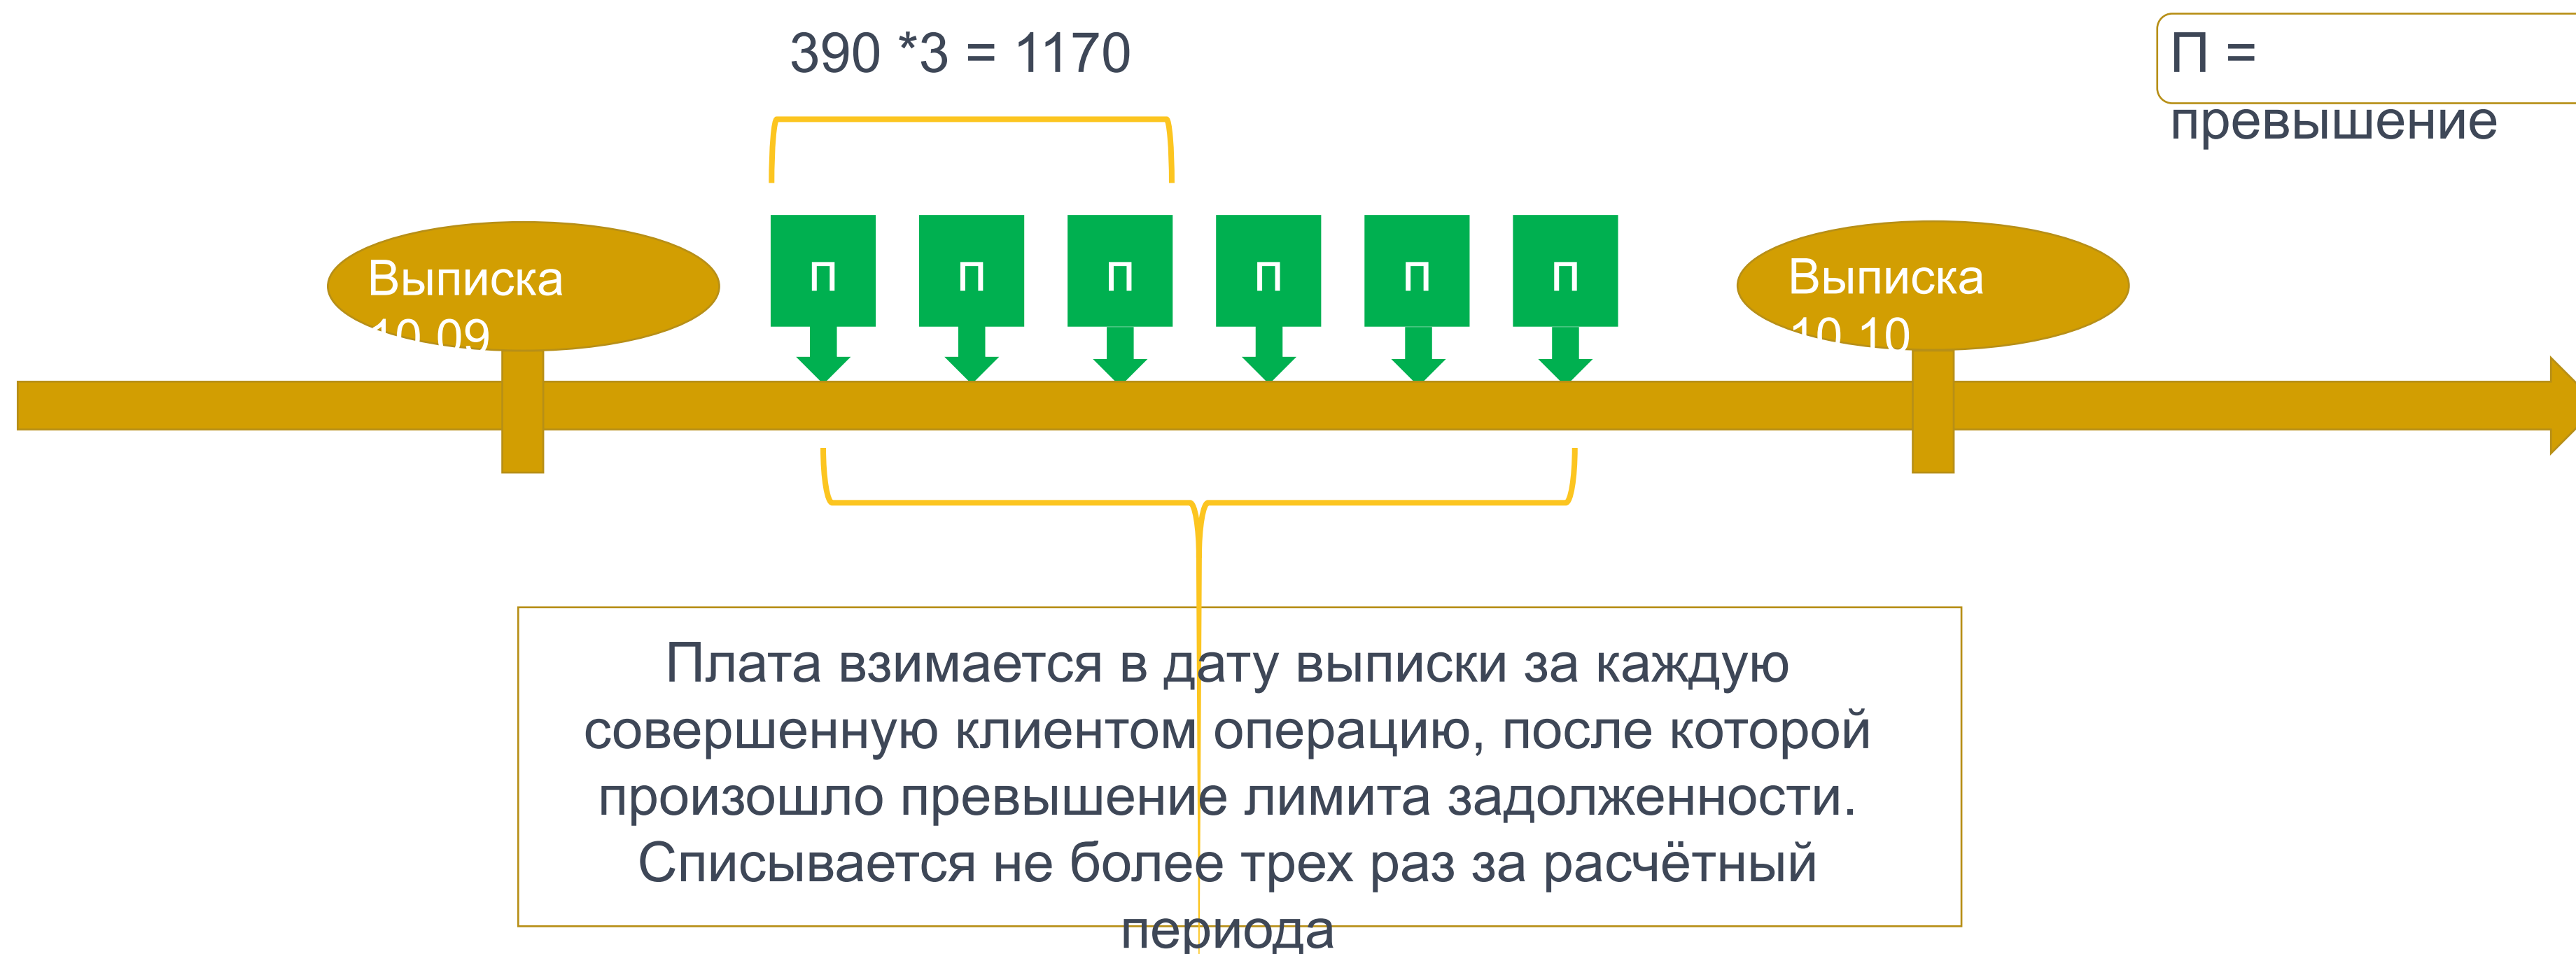 390 *3 = 1170
П =
превышение
Выписка
10.09
П
П
П
П
П
П
Выписка
10.10
Плата взимается в дату выписки за каждую
совершенную клиентом операцию, после которой
произошло превышение лимита задолженности.
Списывается не более трех раз за расчётный
периода